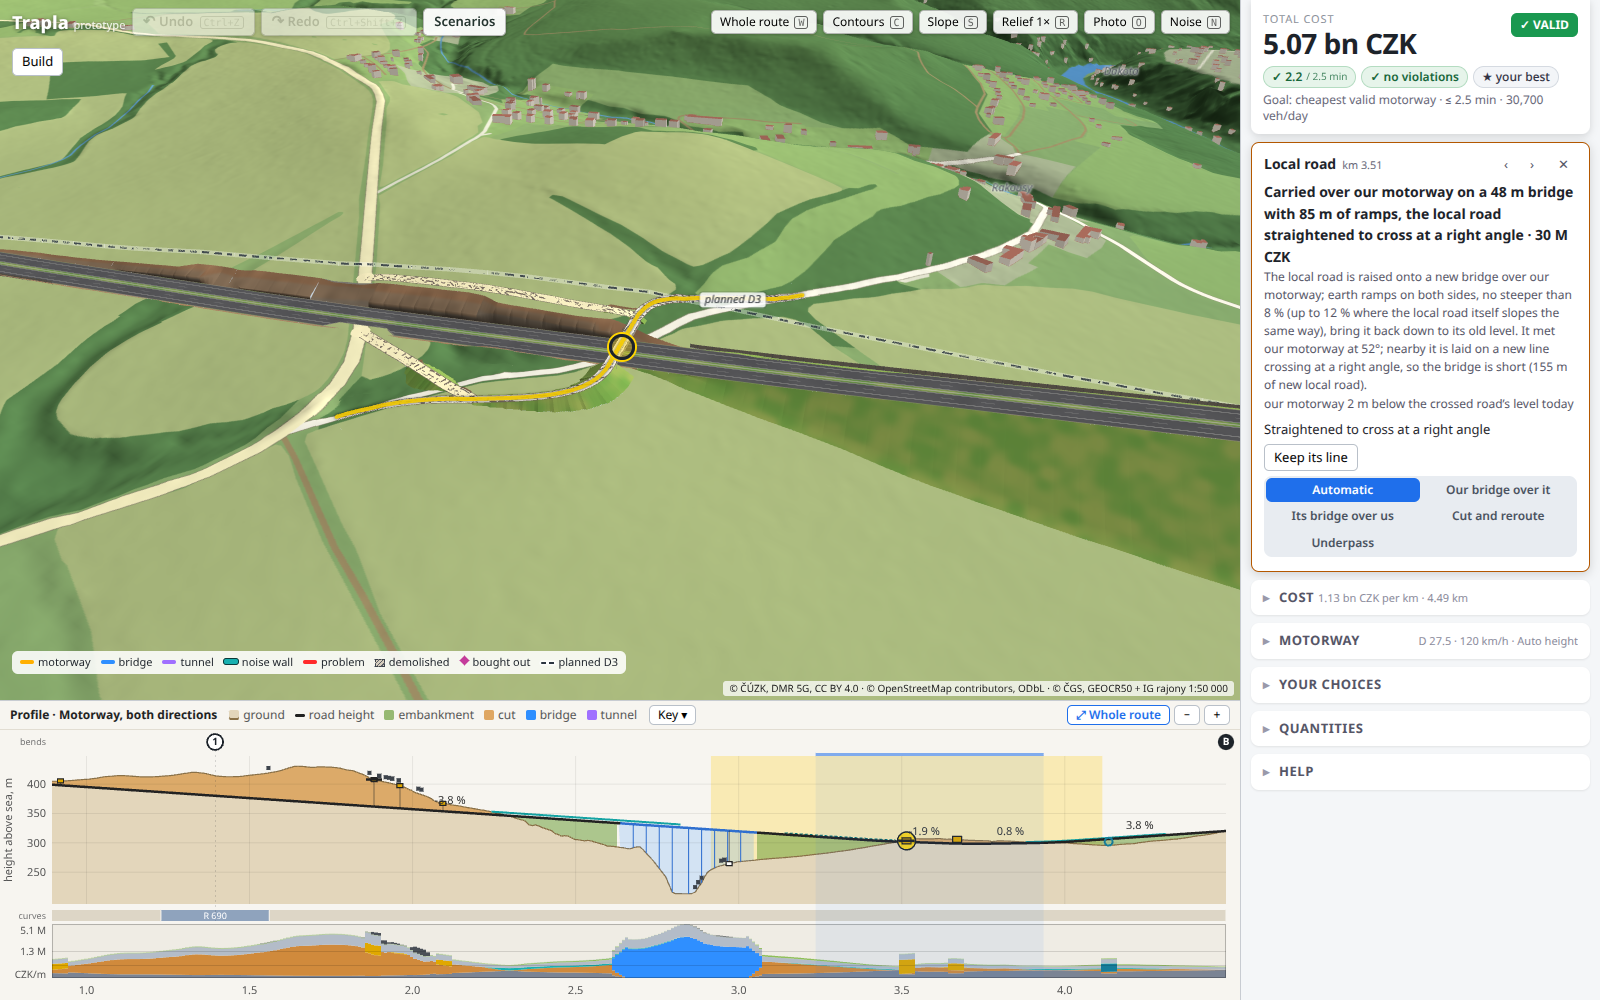 Trapla prototype
↶ Undo Ctrl+Z
↷ Redo Ctrl+Shift+Z
Scenarios
Whole route W
Contours C
Slope S
Relief 1× R
Photo O
Noise N
Build
planned D3
motorway
bridge
tunnel
noise wall
problem
demolished
bought out
planned D3
© ČÚZK, DMR 5G, CC BY 4.0 · © OpenStreetMap contributors, ODbL · © ČGS, GEOCR50 + IG rajony 1:50 000
TOTAL COST
5.07 bn CZK
✓ VALID
✓ 2.2 / 2.5 min
✓ no violations
★ your best
Goal: cheapest valid motorway · ≤ 2.5 min · 30,700
veh/day
Local road km 3.51
‹ › ✕
Carried over our motorway on a 48 m bridge
with 85 m of ramps, the local road
straightened to cross at a right angle · 30 M
CZK
The local road is raised onto a new bridge over our
motorway; earth ramps on both sides, no steeper than
8 % (up to 12 % where the local road itself slopes the
same way), bring it back down to its old level. It met
our motorway at 52°; nearby it is laid on a new line
crossing at a right angle, so the bridge is short (155 m
of new local road).
our motorway 2 m below the crossed road's level today
Straightened to cross at a right angle
Keep its line
Automatic
Our bridge over it
Its bridge over us
Cut and reroute
Underpass
▶ COST 1.13 bn CZK per km · 4.49 km
▶ MOTORWAY D 27.5 · 120 km/h · Auto height
▶ YOUR CHOICES
▶ QUANTITIES
▶ HELP
Profile · Motorway, both directions
ground
road height
embankment
cut
bridge
tunnel
Key ▾
⤢ Whole route
−
+
bends
1
B
height above sea, m
400
350
300
250
2.8 %
1.9 %
0.8 %
3.8 %
curves
R 690
5.1 M
1.3 M
CZK/m
1.0 1.5 2.0 2.5 3.0 3.5 4.0